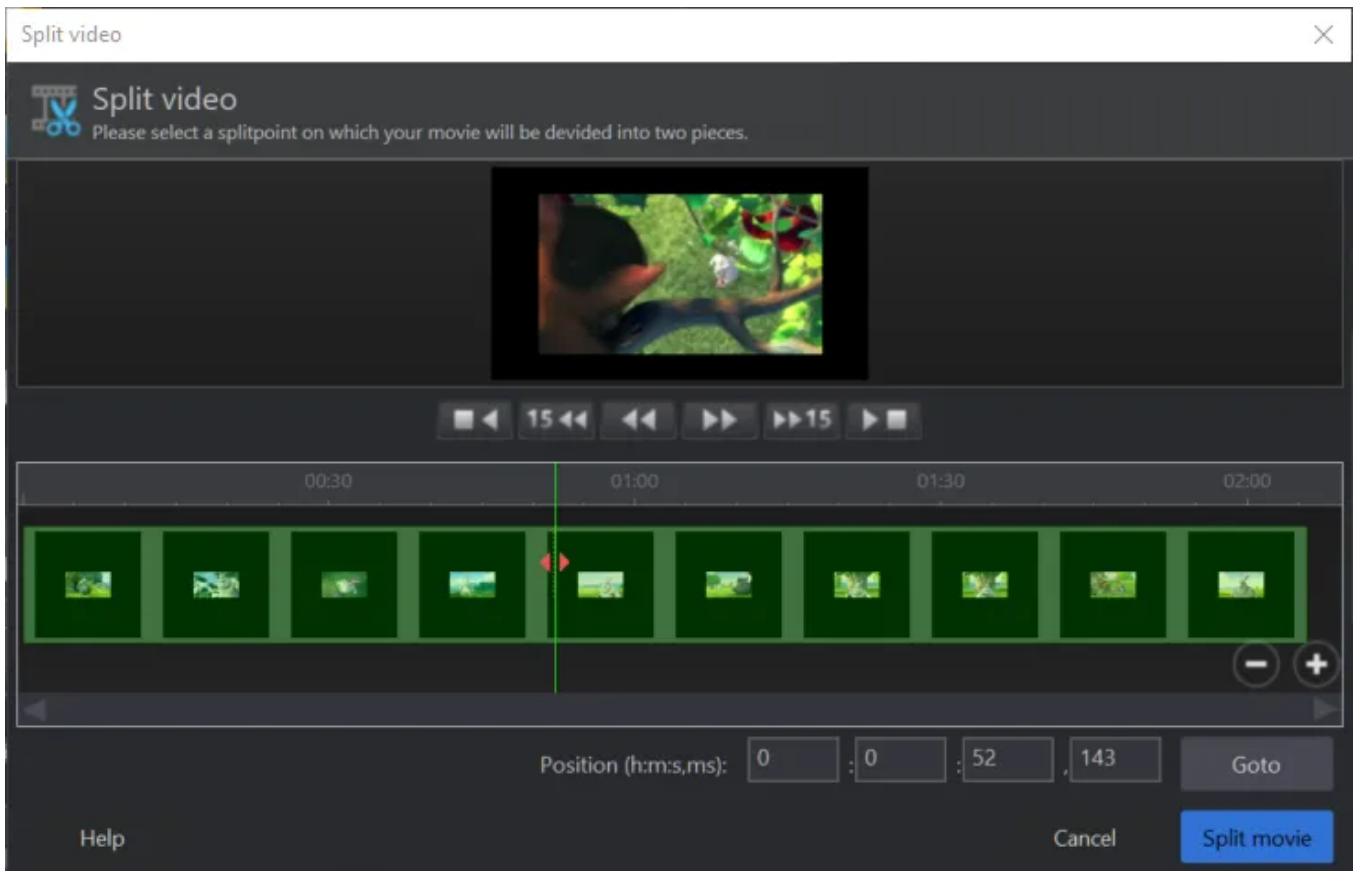 Split video
Split video
Please select a splitpoint on which your movie will be devided into two pieces.
15
15
00:30 01:00 01:30 02:00
Position (h:m:s,ms): 0 : 0 : 52 , 143 Goto
Help Cancel Split movie